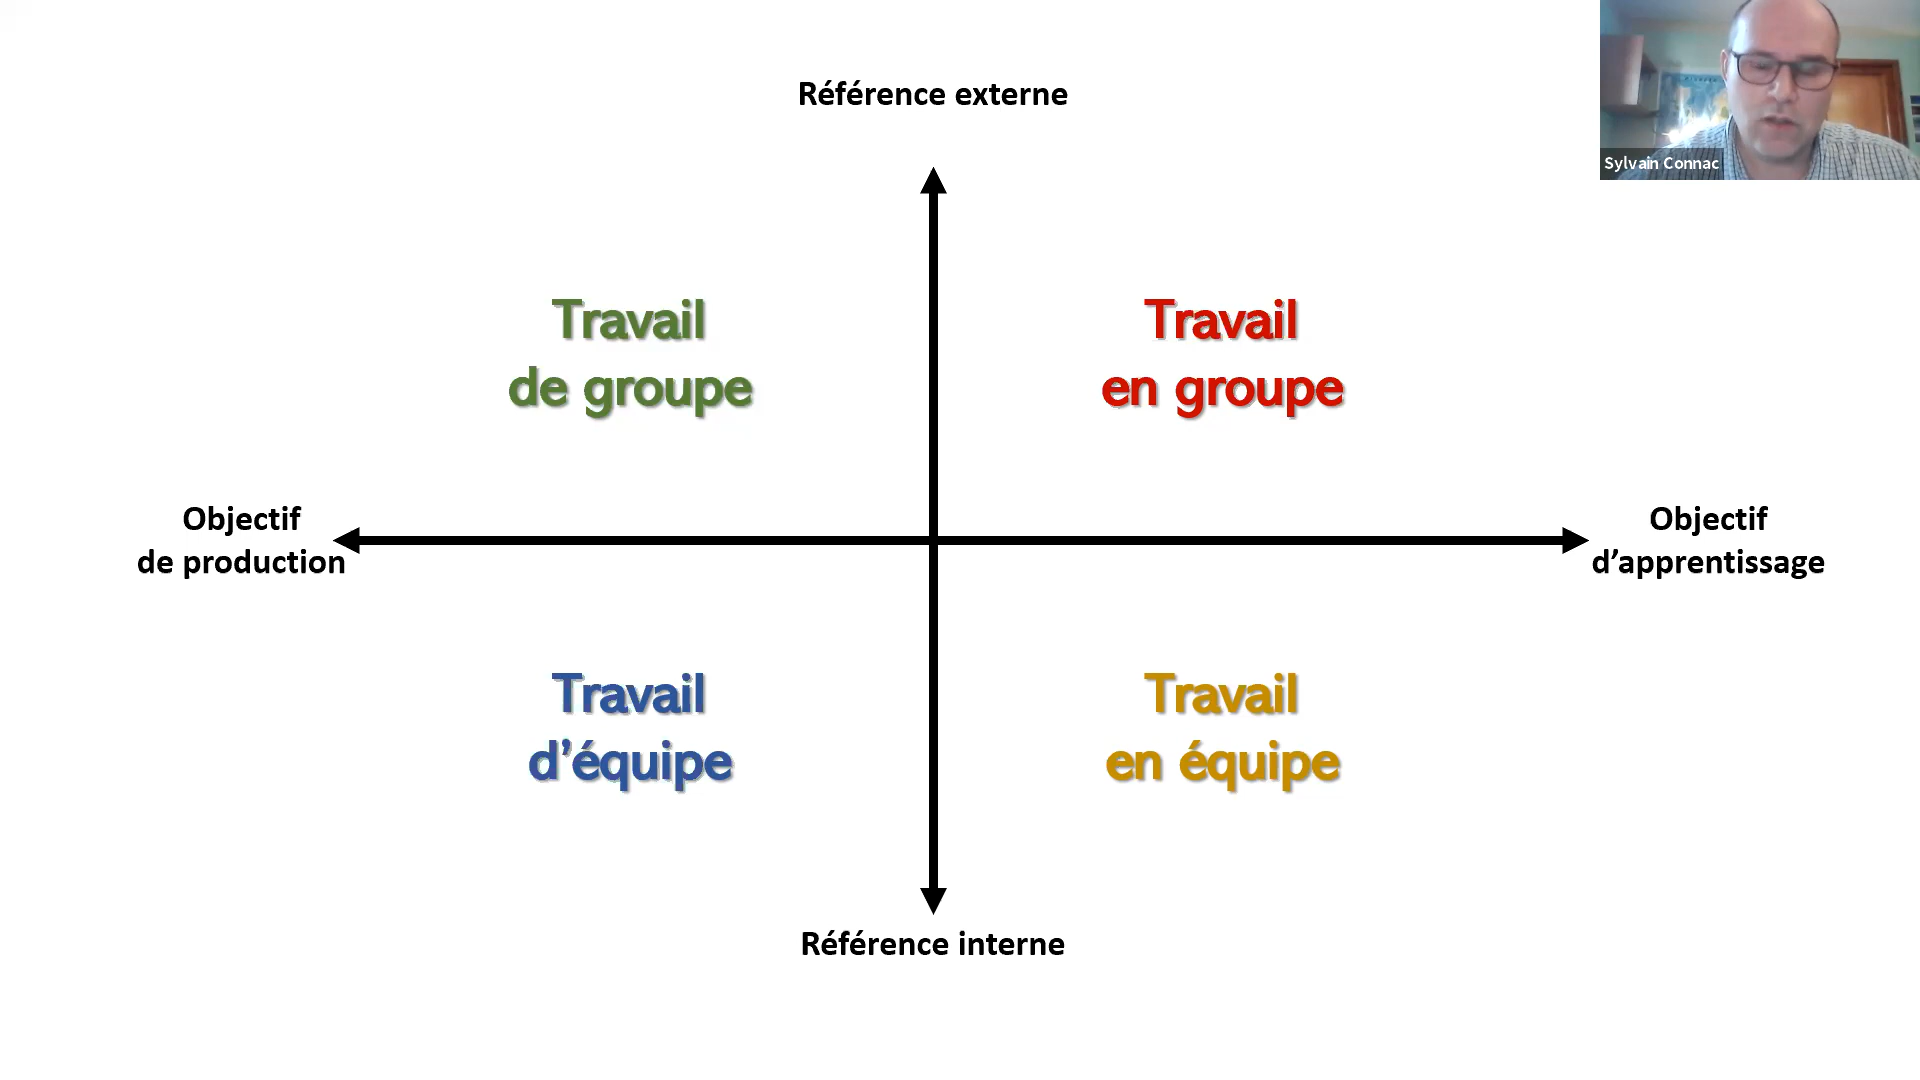 Référence externe
Sylvain Connac
Travail
de groupe
Travail
en groupe
Objectif
de production
Objectif
d’apprentissage
Travail
d’équipe
Travail
en équipe
Référence interne